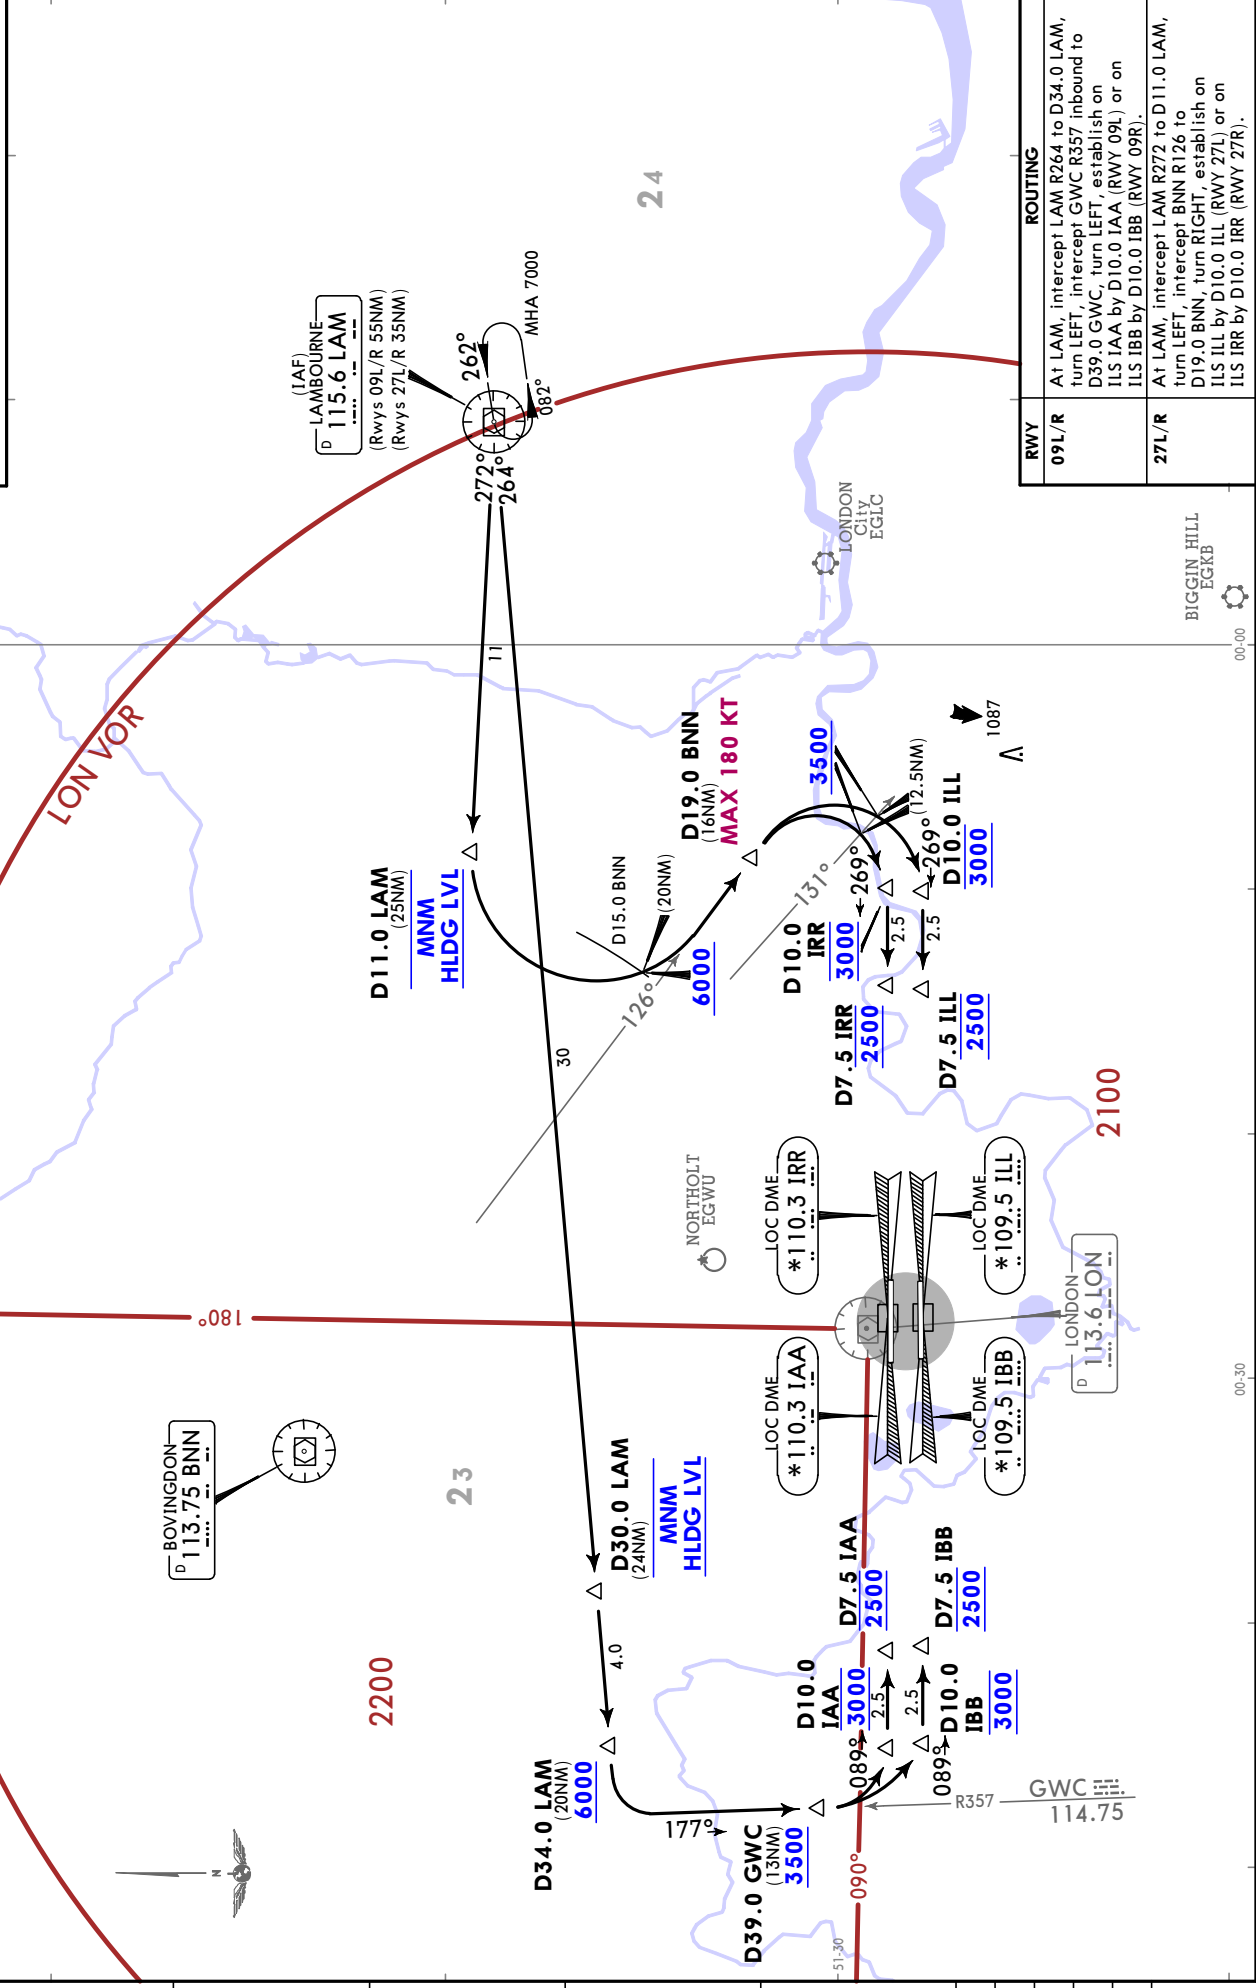 LON VOR
(IAF)
LAMBOURNE
D 115.6 LAM
(Rwys 09L/R 55NM)
(Rwys 27L/R 35NM)
262°
082°
MHA 7000
272°
264°
24
11
30
D11.0 LAM
(25NM)
MNM
HLDG LVL
D15.0 BNN
(20NM)
6000
126°
D19.0 BNN
(16NM)
MAX 180 KT
3500
131°
(12.5NM)
269°
269°
D10.0 ILL
3000
D10.0
IRR
3000
2.5
2.5
D7.5 IRR
2500
D7.5 ILL
2500
1087
LONDON
City
EGLC
BIGGIN HILL
EGKB
00-00
180°
BOVINGDON
D 113.75 BNN
23
2200
2100
NORTHOLT
EGWU
LOC DME
*110.3 IRR
LOC DME
*109.5 ILL
LOC DME
*110.3 IAA
LOC DME
*109.5 IBB
LONDON
D 113.6 LON
00-30
D30.0 LAM
(24NM)
MNM
HLDG LVL
4.0
D34.0 LAM
(20NM)
6000
177°
D39.0 GWC
(13NM)
3500
D7.5 IAA
2500
D7.5 IBB
2500
D10.0
IAA
3000
2.5
2.5
D10.0
IBB
3000
089°
089°
R357
GWC
114.75
090°
51-30
N
RWY ROUTING
09L/R At LAM, intercept LAM R264 to D34.0 LAM,
turn LEFT, intercept GWC R357 inbound to
D39.0 GWC, turn LEFT, establish on
ILS IAA by D10.0 IAA (RWY 09L) or on
ILS IBB by D10.0 IBB (RWY 09R).
27L/R At LAM, intercept LAM R272 to D11.0 LAM,
turn LEFT, intercept BNN R126 to
D19.0 BNN, turn RIGHT, establish on
ILS ILL by D10.0 ILL (RWY 27L) or on
ILS IRR by D10.0 IRR (RWY 27R).